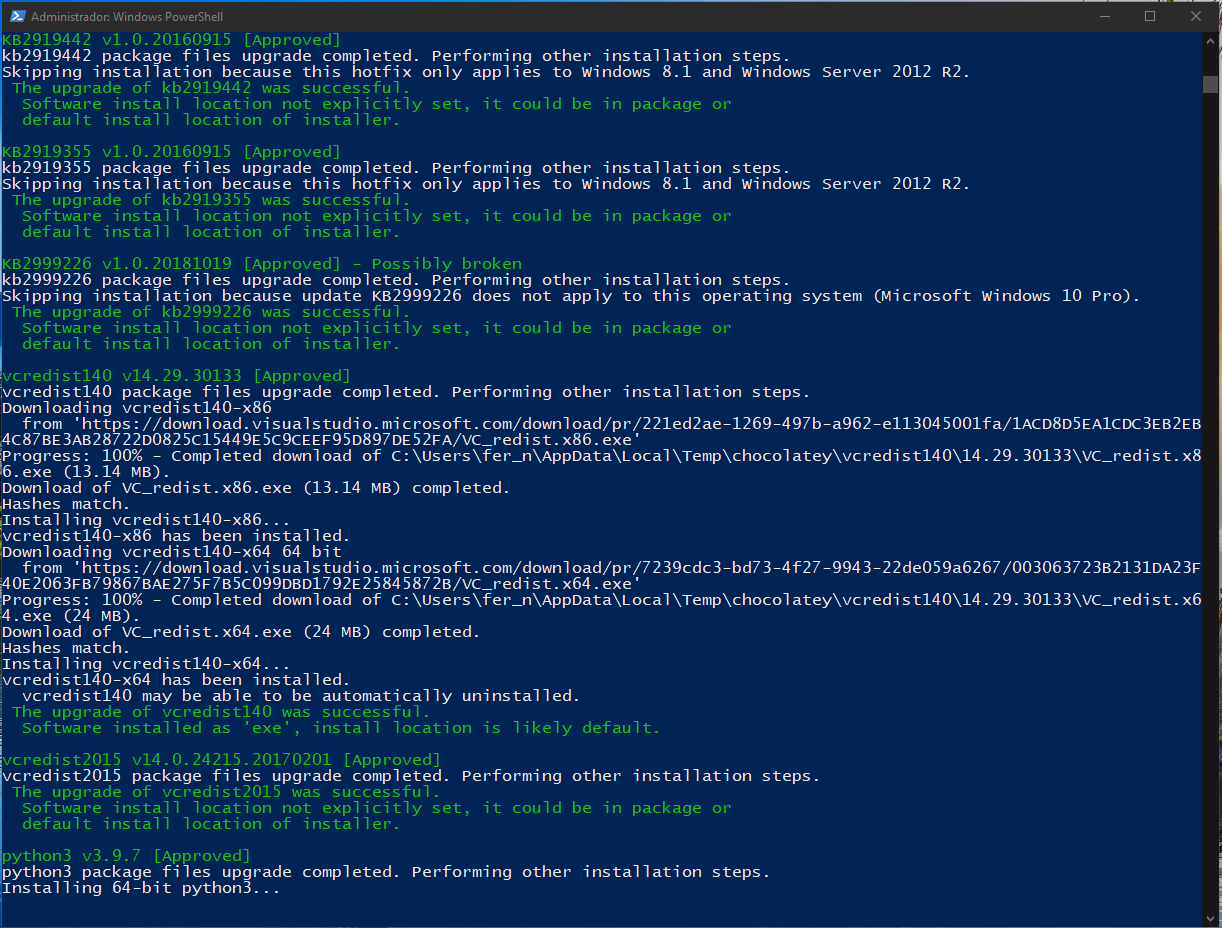 Administrador: Windows PowerShell
KB2919442 v1.0.20160915 [Approved]
kb2919442 package files upgrade completed. Performing other installation steps.
Skipping installation because this hotfix only applies to Windows 8.1 and Windows Server 2012 R2.
The upgrade of kb2919442 was successful.
Software install location not explicitly set, it could be in package or
default install location of installer.
KB2919355 v1.0.20160915 [Approved]
kb2919355 package files upgrade completed. Performing other installation steps.
Skipping installation because this hotfix only applies to Windows 8.1 and Windows Server 2012 R2.
The upgrade of kb2919355 was successful.
Software install location not explicitly set, it could be in package or
default install location of installer.
KB2999226 v1.0.20181019 [Approved] - Possibly broken
kb2999226 package files upgrade completed. Performing other installation steps.
Skipping installation because update KB2999226 does not apply to this operating system (Microsoft Windows 10 Pro).
The upgrade of kb2999226 was successful.
Software install location not explicitly set, it could be in package or
default install location of installer.
vcredist140 v14.29.30133 [Approved]
vcredist140 package files upgrade completed. Performing other installation steps.
Downloading vcredist140-x86
from 'https://download.visualstudio.microsoft.com/download/pr/221ed2ae-1269-497b-a962-e113045001fa/1ACD8D5EA1CDC3EB2EB
4C87BE3AB28722D0825C15449E5C9CEEF95D897DE52FA/VC_redist.x86.exe'
Progress: 100% - Completed download of C:\Users\fer_n\AppData\Local\Temp\chocolatey\vcredist140\14.29.30133\VC_redist.x8
6.exe (13.14 MB).
Download of VC_redist.x86.exe (13.14 MB) completed.
Hashes match.
Installing vcredist140-x86...
vcredist140-x86 has been installed.
Downloading vcredist140-x64 64 bit
from 'https://download.visualstudio.microsoft.com/download/pr/7239cdc3-bd73-4f27-9943-22de059a6267/003063723B2131DA23F
40E2063FB79867BAE275F7B5C099DBD1792E25845872B/VC_redist.x64.exe'
Progress: 100% - Completed download of C:\Users\fer_n\AppData\Local\Temp\chocolatey\vcredist140\14.29.30133\VC_redist.x6
4.exe (24 MB).
Download of VC_redist.x64.exe (24 MB) completed.
Hashes match.
Installing vcredist140-x64...
vcredist140-x64 has been installed.
vcredist140 may be able to be automatically uninstalled.
The upgrade of vcredist140 was successful.
Software installed as 'exe', install location is likely default.
vcredist2015 v14.0.24215.20170201 [Approved]
vcredist2015 package files upgrade completed. Performing other installation steps.
The upgrade of vcredist2015 was successful.
Software install location not explicitly set, it could be in package or
default install location of installer.
python3 v3.9.7 [Approved]
python3 package files upgrade completed. Performing other installation steps.
Installing 64-bit python3...